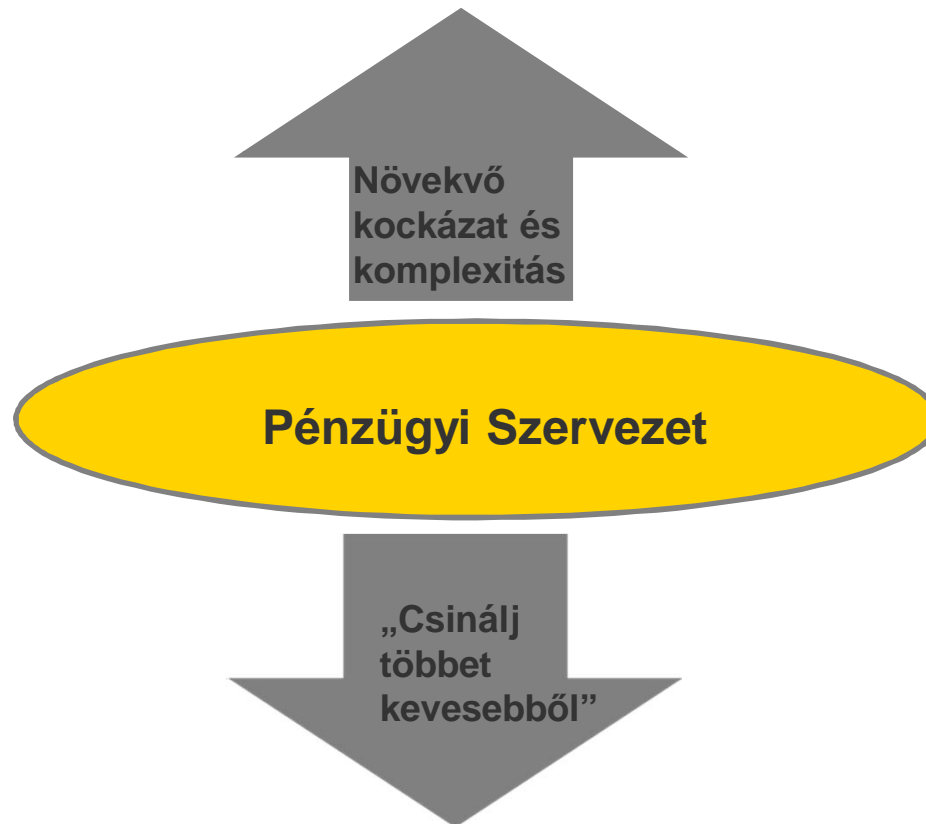 Növekvő
kockázat és
komplexitás
Pénzügyi Szervezet
„Csinálj
többet
kevesebből”